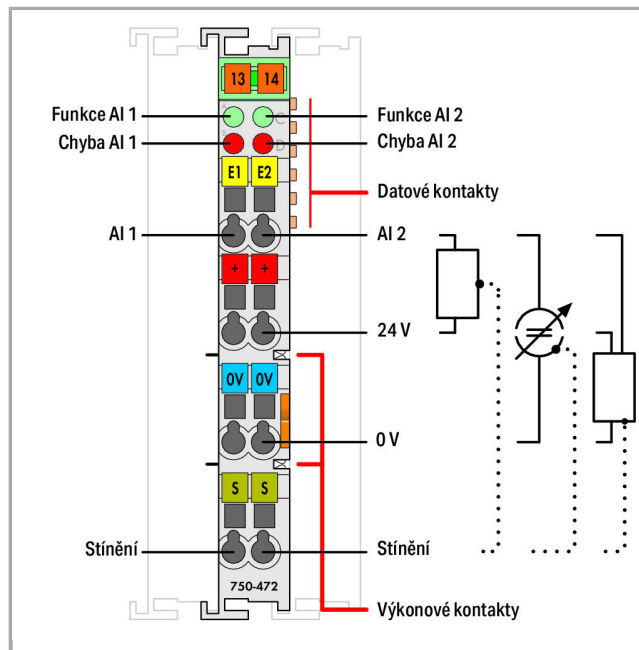 13 14
A C
Funkce AI 1
Funkce AI 2
Chyba AI 1
D
Chyba AI 2
E1 E2
Datové kontakty
AI 1
AI 2
+ +
24 V
0V 0V
0 V
S S
Stínění
Stínění
750-472
Výkonové kontakty